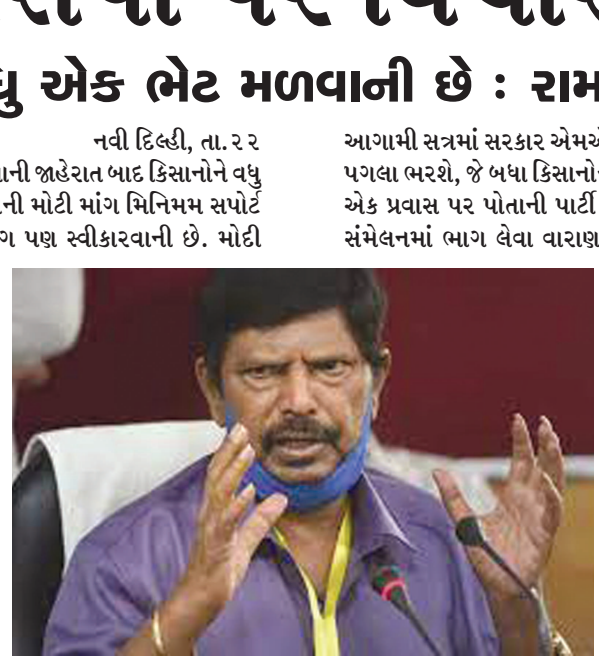 એક ભેટ મળવાની છે : રામ
નવી દિલ્હી, તા.૨૨
ની જાહેરાત બાદ કિસાનોને વધુ
ની મોટી માંગ મિનિમમ સપોર્ટ
ગ પણ સ્વીકારવાની છે. મોદી
આગામી સત્રમાં સરકાર એમએ
પગલા ભરશે, જે બધા કિસાનો
એક પ્રવાસ પર પોતાની પાર્ટી
સંમેલનમાં ભાગ લેવા વારાણ